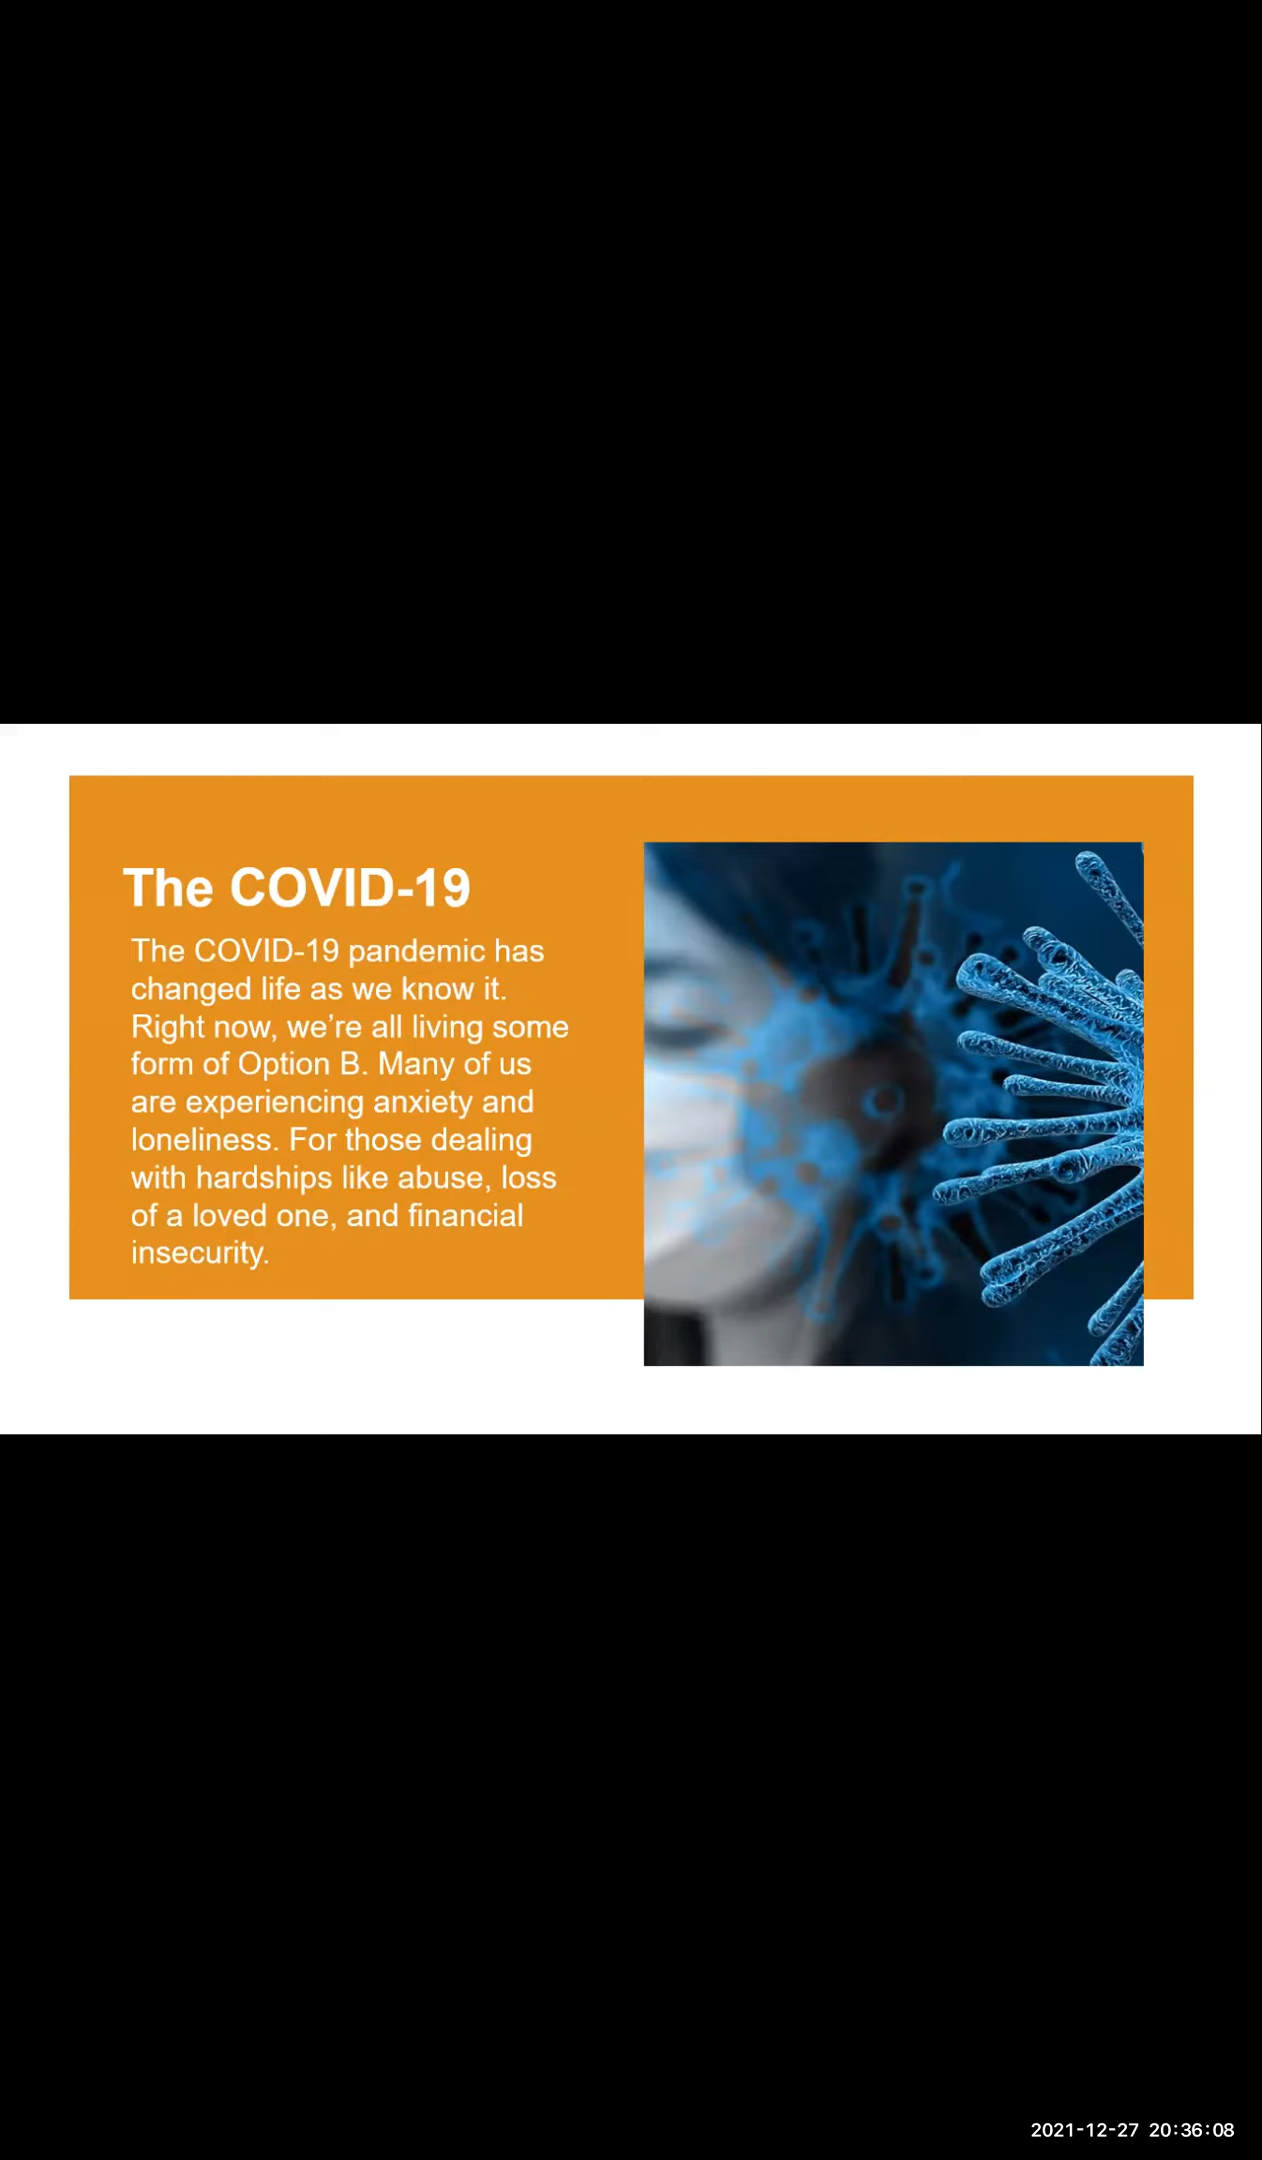 The COVID-19
The COVID-19 pandemic has
changed life as we know it.
Right now, we’re all living some
form of Option B. Many of us
are experiencing anxiety and
loneliness. For those dealing
with hardships like abuse, loss
of a loved one, and financial
insecurity.
2021-12-27 20:36:08